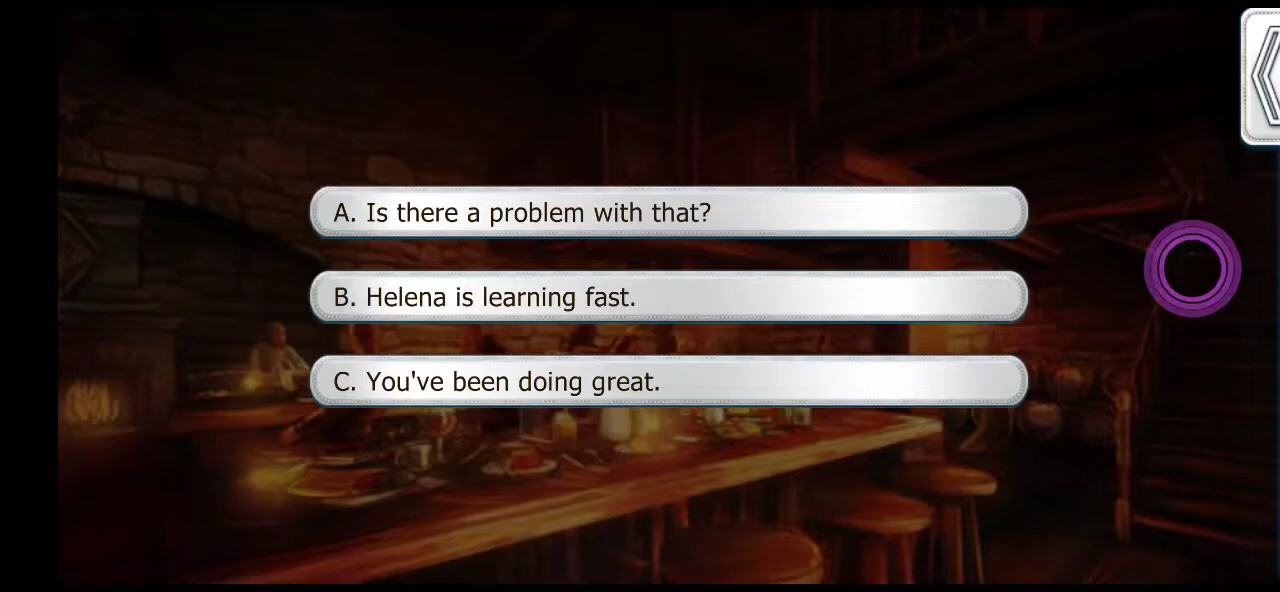 A. Is there a problem with that?
B. Helena is learning fast.
C. You've been doing great.